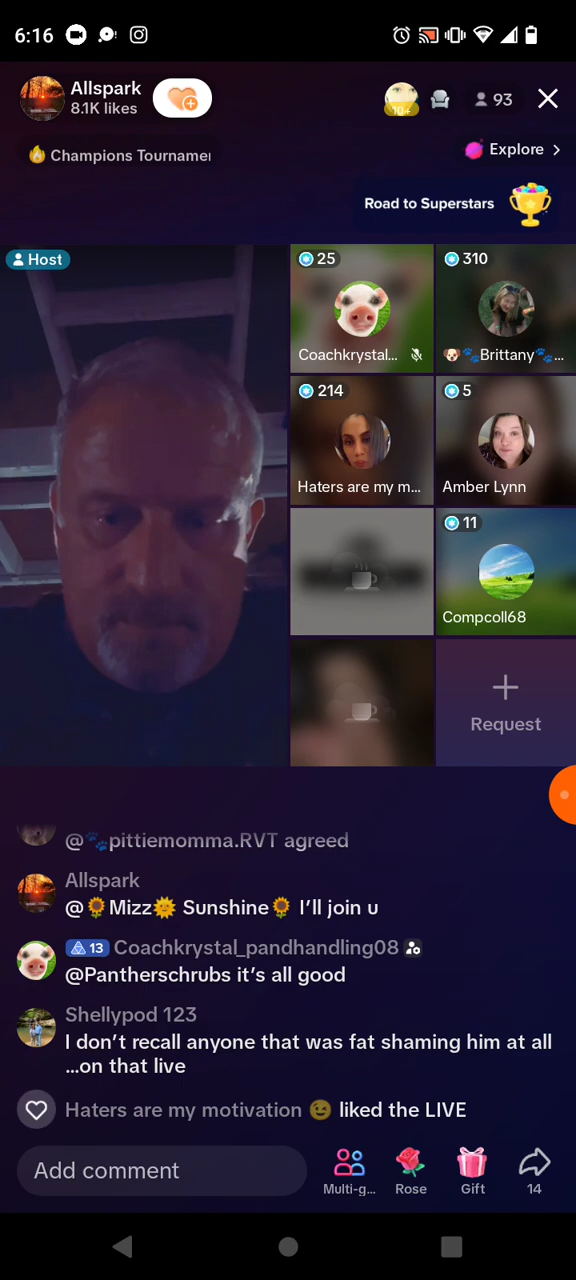 6:16
Allspark
8.1K likes
10+
93
Champions Tournamer
Explore
Road to Superstars
Host
25
310
Coachkrystal...
🐶🐾Brittany🐾...
214
5
Haters are my m...
Amber Lynn
11
Compcoll68
Request
@🐾pittiemomma.RVT agreed
Allspark
@🌻Mizz🌞 Sunshine🌻 I’ll join u
13 Coachkrystal_pandhandling08
@Pantherschrubs it’s all good
Shellypod 123
I don’t recall anyone that was fat shaming him at all
...on that live
Haters are my motivation 😉 liked the LIVE
Add comment
Multi-g...
Rose
Gift
14